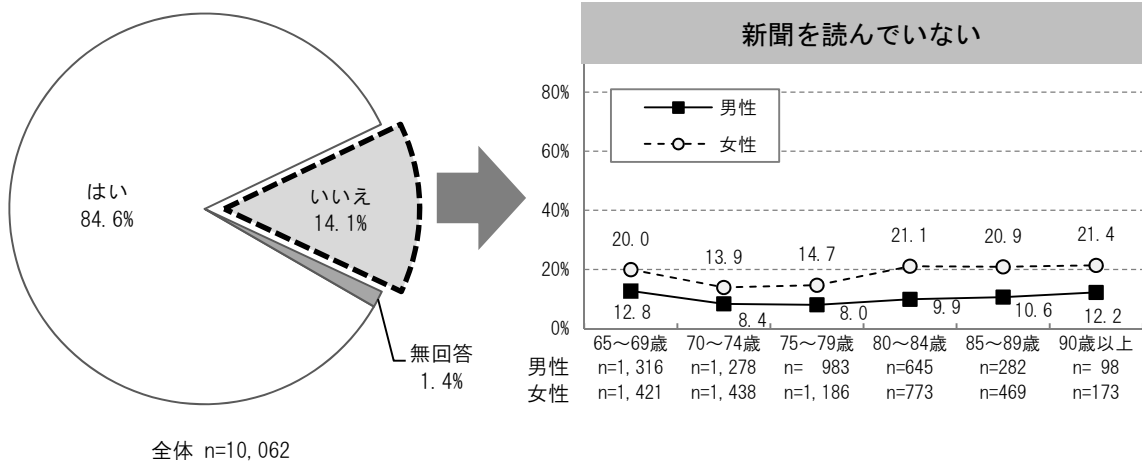 はい
84.6%
いいえ
14.1%
無回答
1.4%
全体 n=10,062
新聞を読んでいない
80%
60%
40%
20%
0%
男性
女性
20.0 13.9 14.7 21.1 20.9 21.4
12.8 8.4 8.0 9.9 10.6 12.2
65～69歳 70～74歳 75～79歳 80～84歳 85～89歳 90歳以上
男性 n=1,316 n=1,278 n= 983 n=645 n=282 n= 98
女性 n=1,421 n=1,438 n=1,186 n=773 n=469 n=173